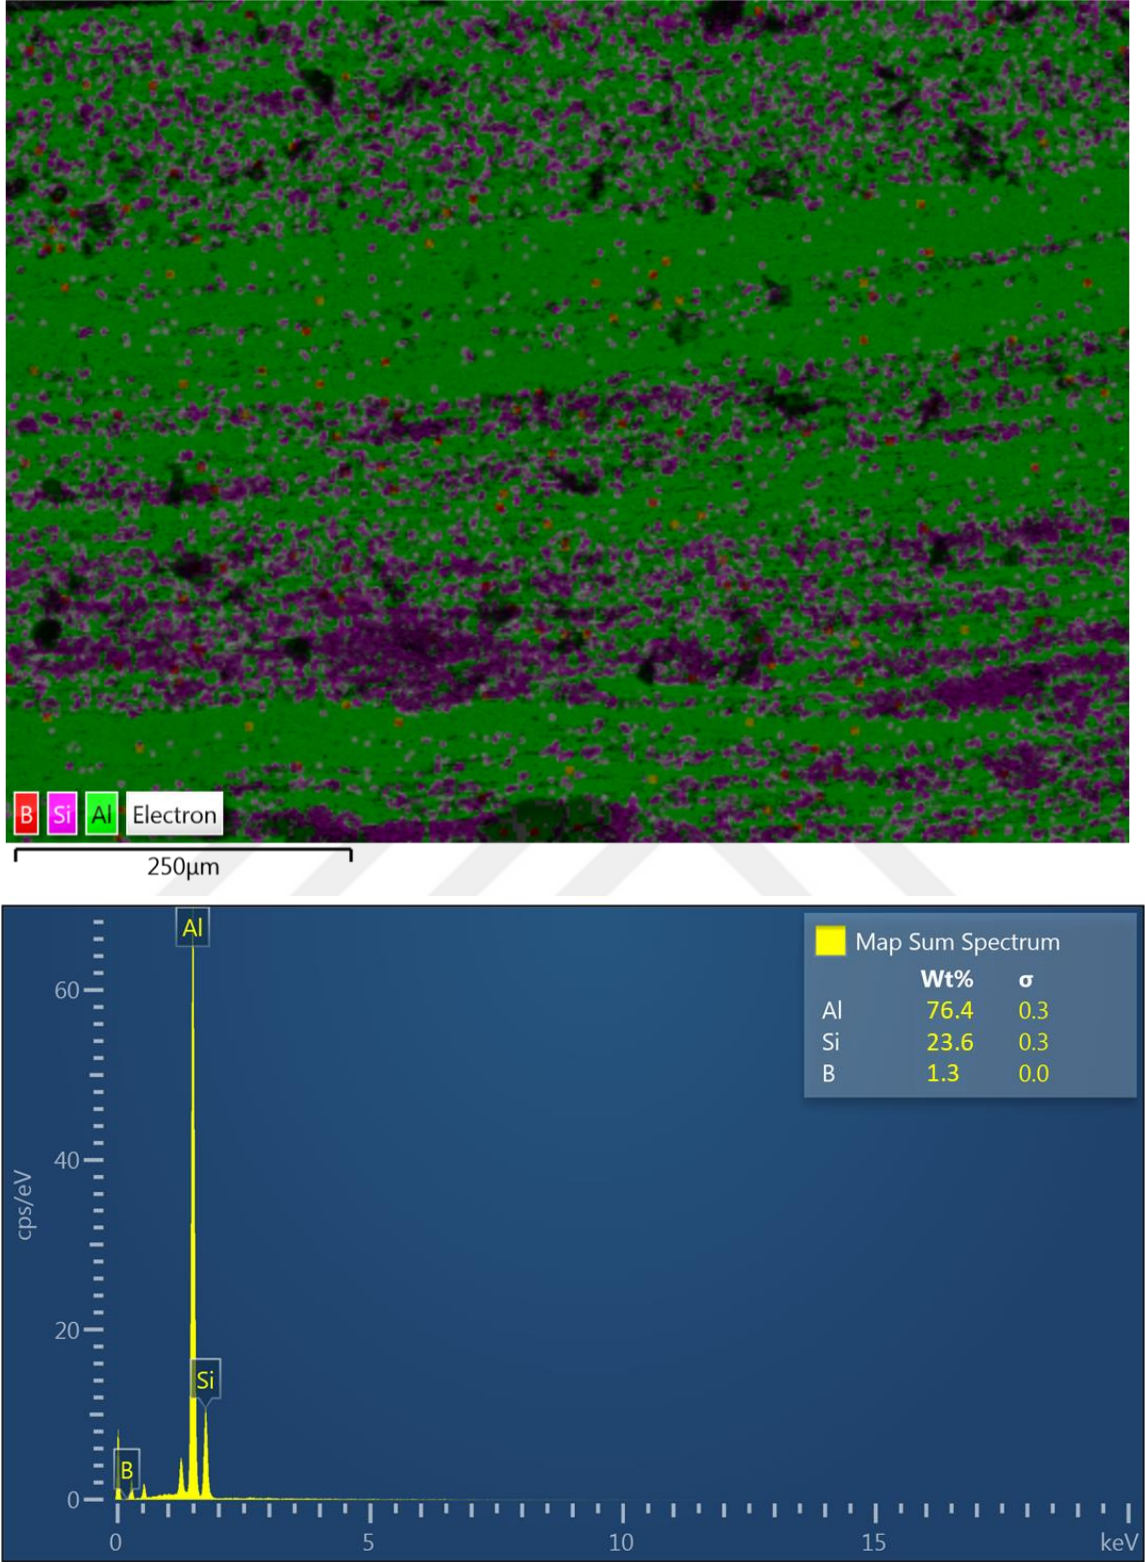 B Si Al Electron
250µm
Al
Map Sum Spectrum
Wt% σ
Al 76.4 0.3
Si 23.6 0.3
B 1.3 0.0
60
40
cps/eV
20
Si
B
0
0 5 10 15 keV